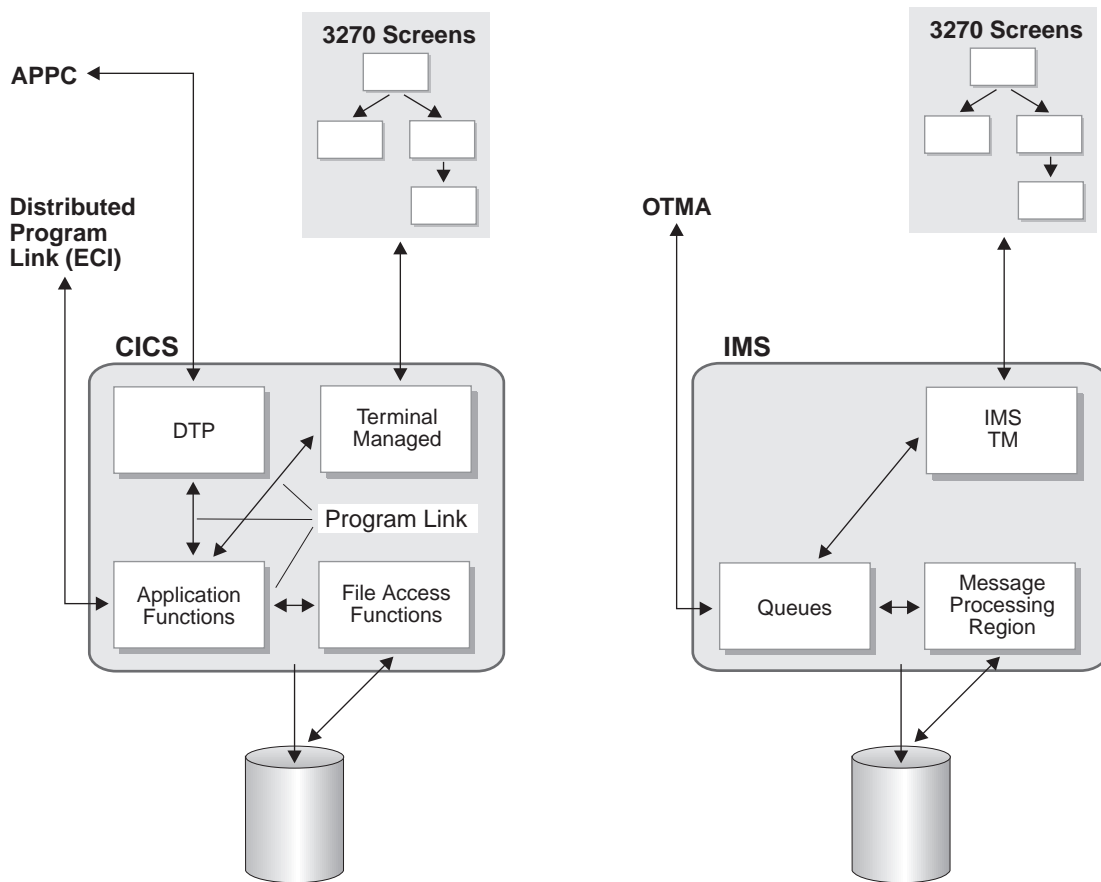 3270 Screens
APPC
Distributed
Program
Link (ECI)
CICS
DTP
Terminal
Managed
Program Link
Application
Functions
File Access
Functions
3270 Screens
OTMA
IMS
IMS
TM
Queues
Message
Processing
Region